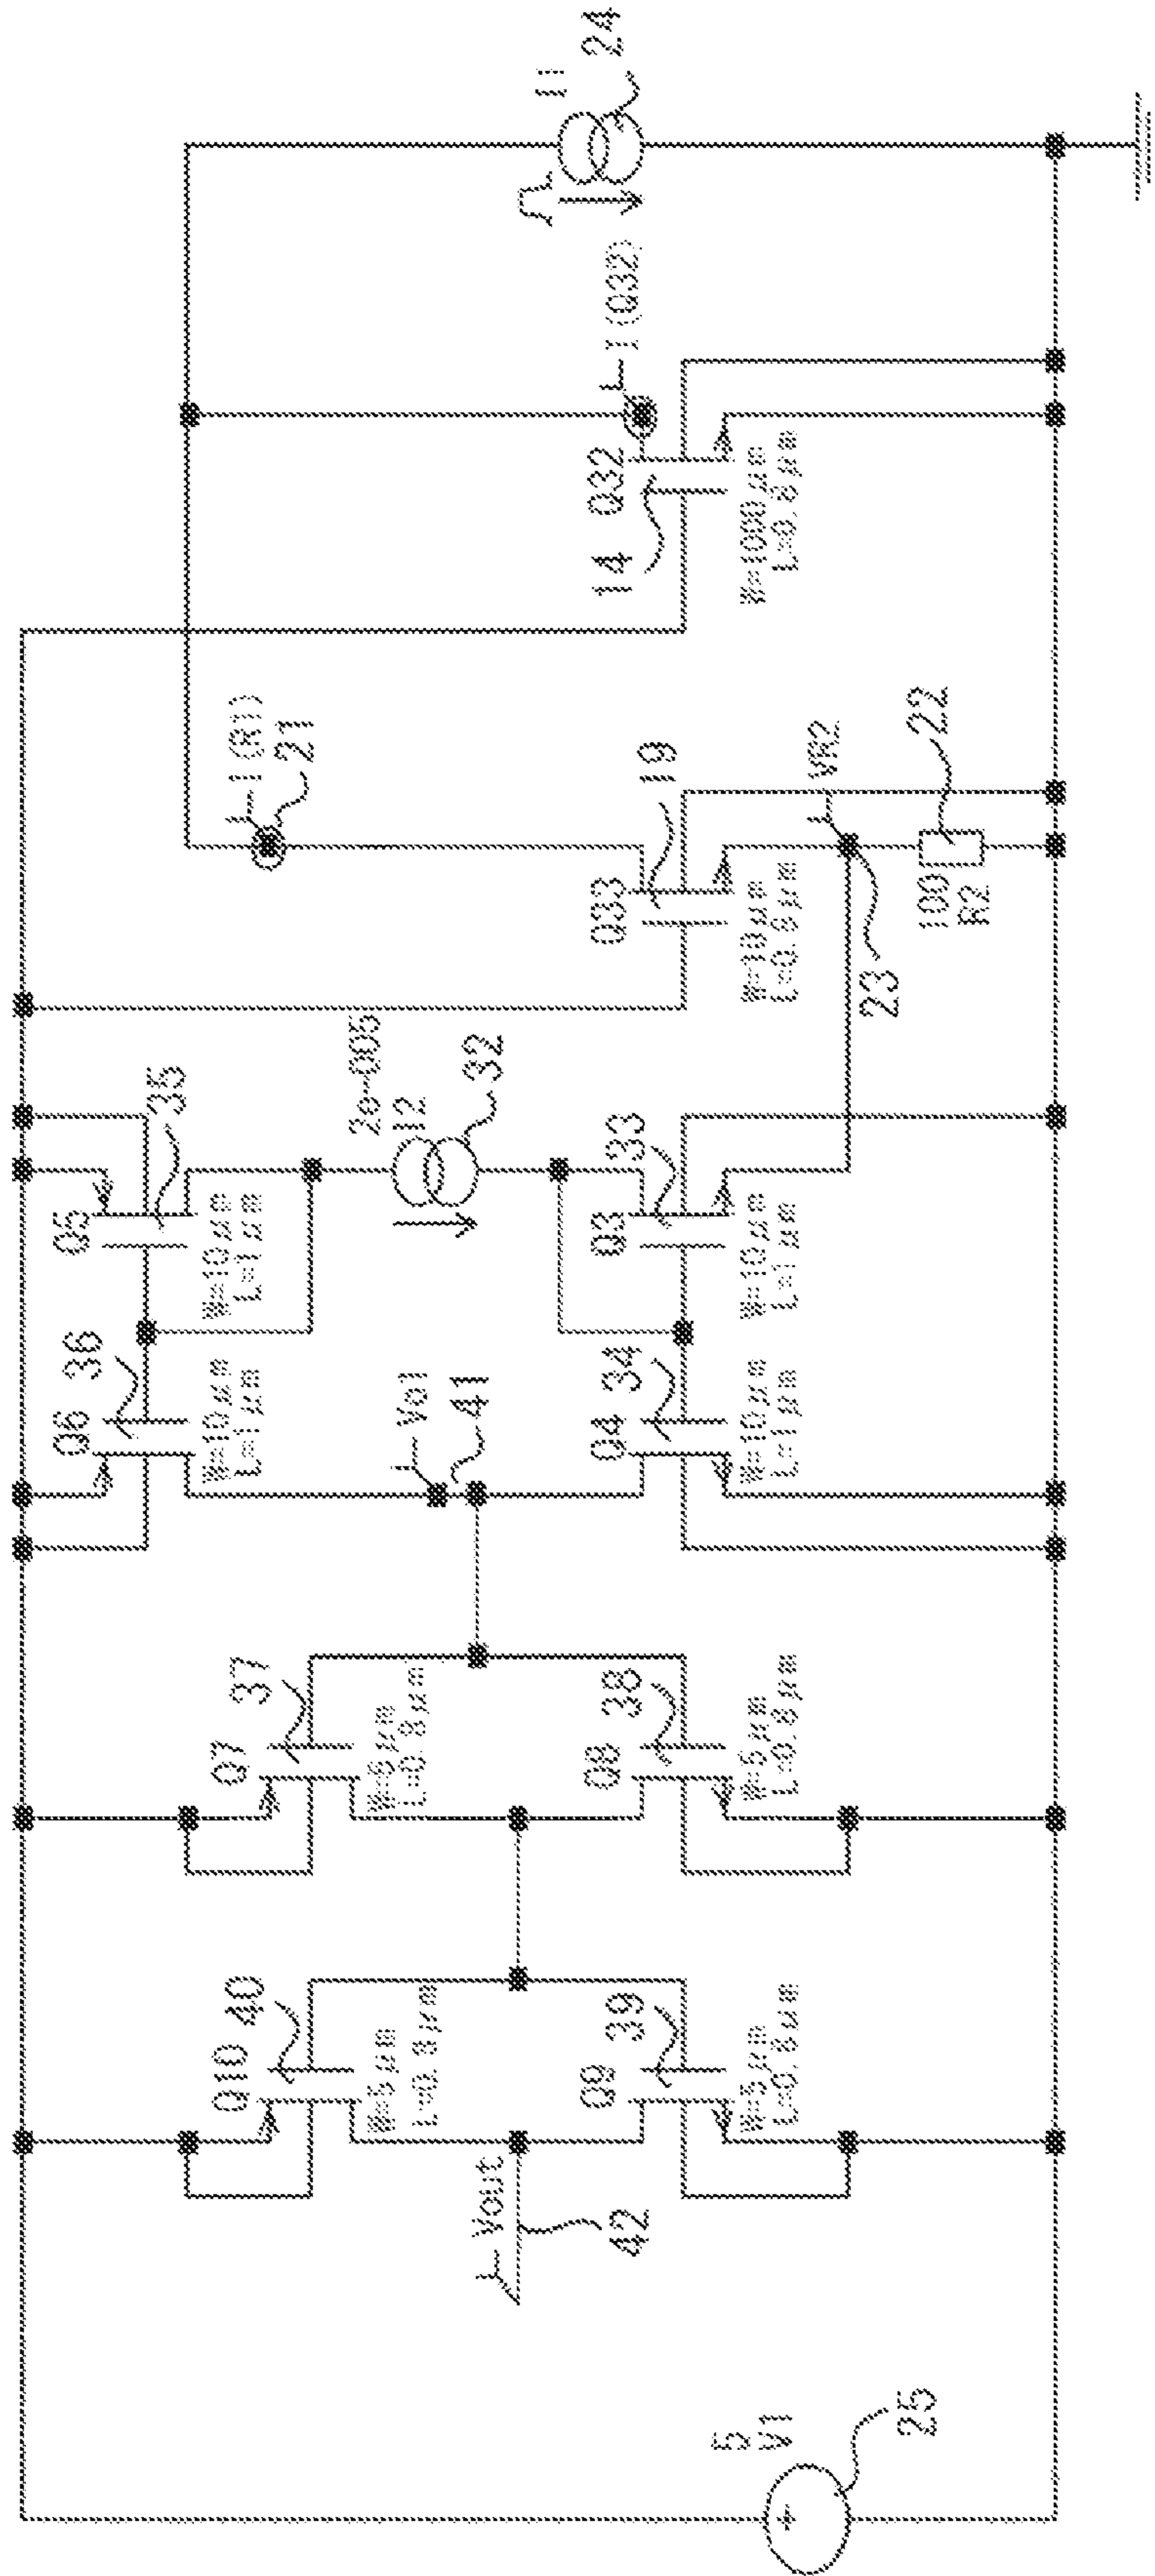 I1
24
I(Q32)
Q32
14
W=1000μm
L=0.8μm
I(R1)
21
Q33
19
W=10μm
L=0.8μm
VR2
23
100
R2
22
Q5
35
W=10μm
L=1μm
2e-005
I2
32
Q3
33
W=10μm
L=1μm
Q6
36
W=10μm
L=1μm
Vo1
41
Q4
34
W=10μm
L=1μm
Q7
37
L=0.8μm
Q8
38
W=5μm
L=0.8μm
Q10
40
W=5μm
L=0.8μm
Q9
39
W=5μm
L=0.8μm
Vout
42
5
V1
+
25